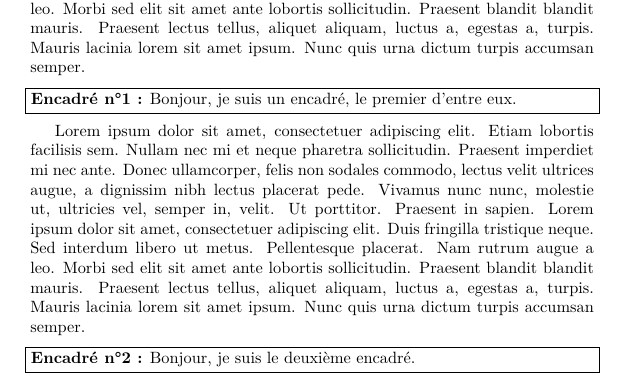 leo. Morbi sed elit sit amet ante lobortis sollicitudin. Praesent blandit blandit
mauris. Praesent lectus tellus, aliquet aliquam, luctus a, egestas a, turpis.
Mauris lacinia lorem sit amet ipsum. Nunc quis urna dictum turpis accumsan
semper.
Encadré n°1 : Bonjour, je suis un encadré, le premier d'entre eux.
Lorem ipsum dolor sit amet, consectetuer adipiscing elit. Etiam lobortis
facilisis sem. Nullam nec mi et neque pharetra sollicitudin. Praesent imperdiet
mi nec ante. Donec ullamcorper, felis non sodales commodo, lectus velit ultrices
augue, a dignissim nibh lectus placerat pede. Vivamus nunc nunc, molestie
ut, ultricies vel, semper in, velit. Ut porttitor. Praesent in sapien. Lorem
ipsum dolor sit amet, consectetuer adipiscing elit. Duis fringilla tristique neque.
Sed interdum libero ut metus. Pellentesque placerat. Nam rutrum augue a
leo. Morbi sed elit sit amet ante lobortis sollicitudin. Praesent blandit blandit
mauris. Praesent lectus tellus, aliquet aliquam, luctus a, egestas a, turpis.
Mauris lacinia lorem sit amet ipsum. Nunc quis urna dictum turpis accumsan
semper.
Encadré n°2 : Bonjour, je suis le deuxième encadré.